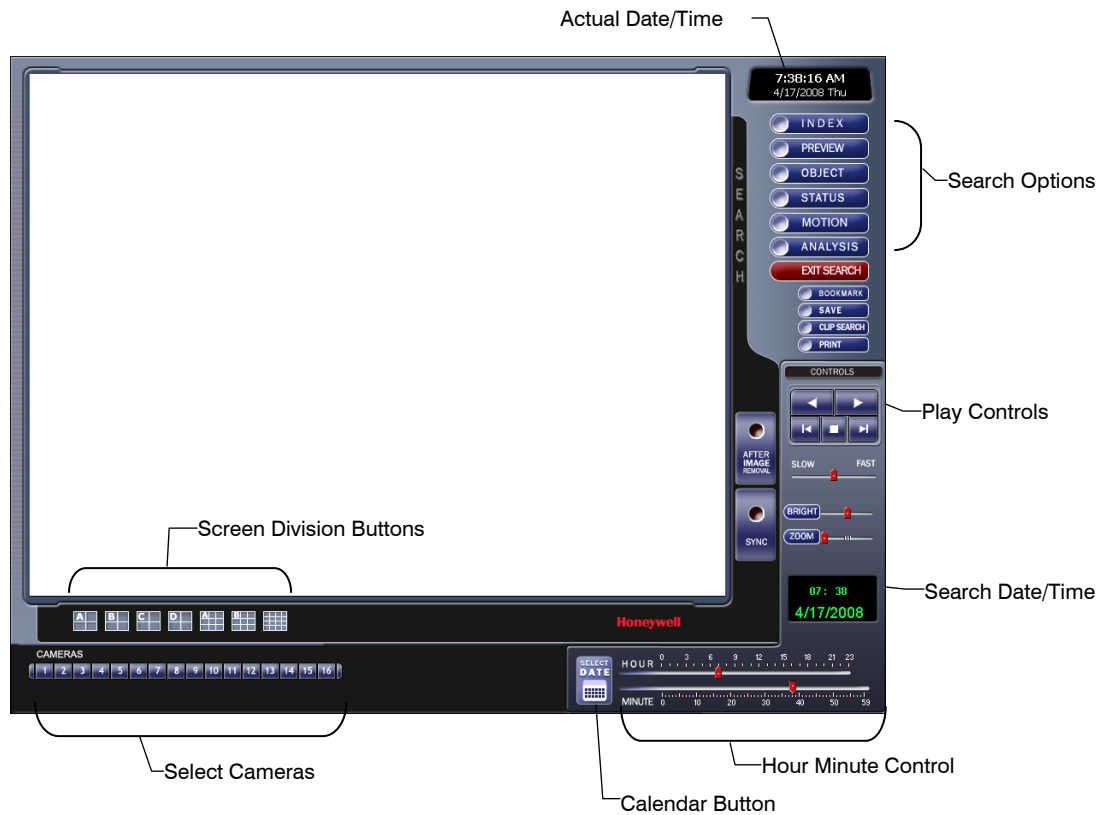 Actual Date/Time
7:38:16 AM
4/17/2008 Thu
INDEX
PREVIEW
OBJECT
STATUS
MOTION
ANALYSIS
EXIT SEARCH
BOOKMARK
SAVE
CLIP SEARCH
PRINT
SEARCH
Search Options
CONTROLS
Play Controls
SLOW FAST
AFTER
IMAGE
REMOVAL
BRIGHT
ZOOM
SYNC
Screen Division Buttons
07: 38
4/17/2008
Search Date/Time
A B C D A B
Honeywell
CAMERAS
1 2 3 4 5 6 7 8 9 10 11 12 13 14 15 16
SELECT
DATE
HOUR 0 3 6 9 12 15 18 21 23
MINUTE 0 10 20 30 40 50 59
Select Cameras
Hour Minute Control
Calendar Button